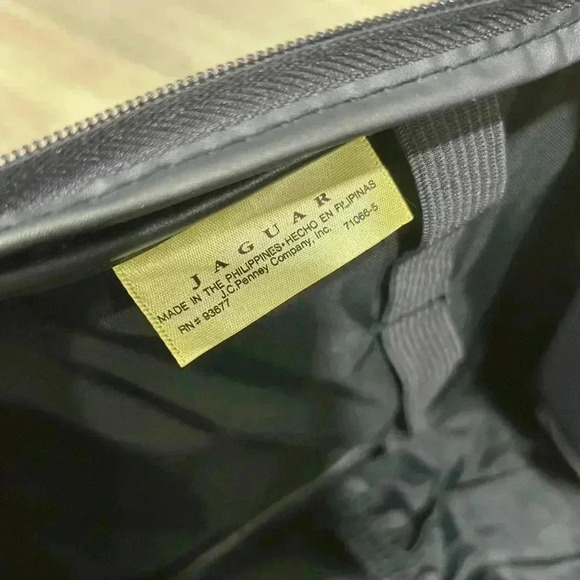 JAGUAR
MADE IN THE PHILIPPINES•HECHO EN FILIPINAS
J.C.Penney Company, Inc. 71066-5
RN# 93677